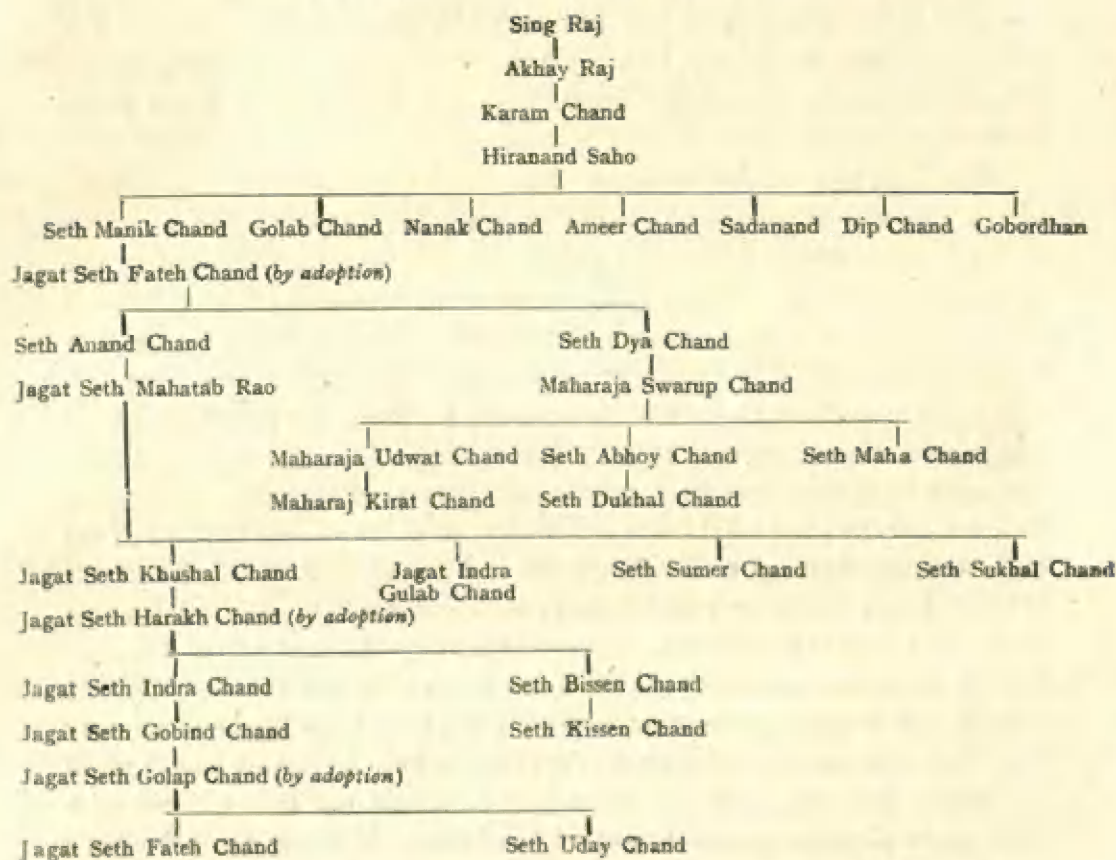 Sing Raj
Akhay Raj
Karam Chand
Hiranand Saho
Seth Manik Chand Golab Chand Nanak Chand Ameer Chand Sadanand Dip Chand Gobordhan
Jagat Seth Fateh Chand (by adoption)
Seth Anand Chand Seth Dya Chand
Jagat Seth Mahatab Rao Maharaja Swarup Chand
Maharaja Udwat Chand Seth Abhoy Chand Seth Maha Chand
Maharaj Kirat Chand Seth Dukhal Chand
Jagat Seth Khushal Chand Jagat Indra Seth Sumer Chand Seth Sukhal Chand
Gulab Chand
Jagat Seth Harakh Chand (by adoption)
Jagat Seth Indra Chand Seth Bissen Chand
Jagat Seth Gobind Chand Seth Kissen Chand
Jagat Seth Golap Chand (by adoption)
Jagat Seth Fateh Chand Seth Uday Chand